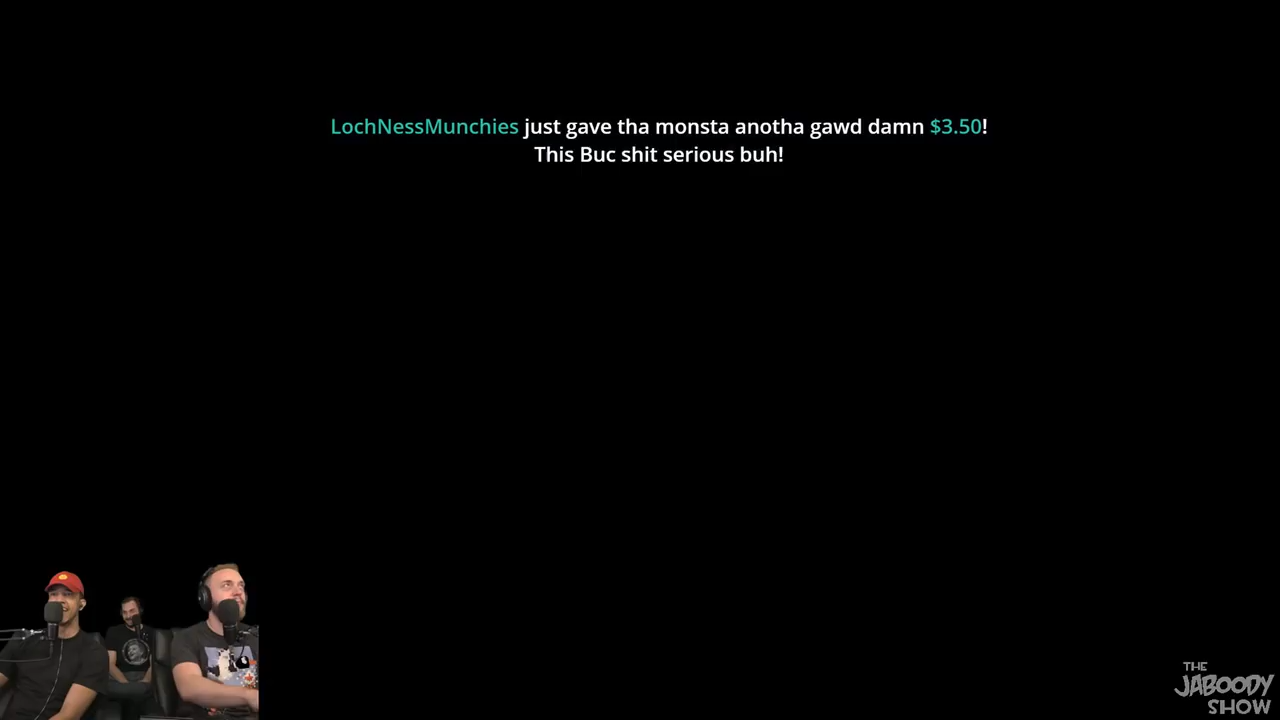 LochNessMunchies just gave tha monsta anotha gawd damn $3.50!
This Buc shit serious buh!
THE
JABOODY
SHOW